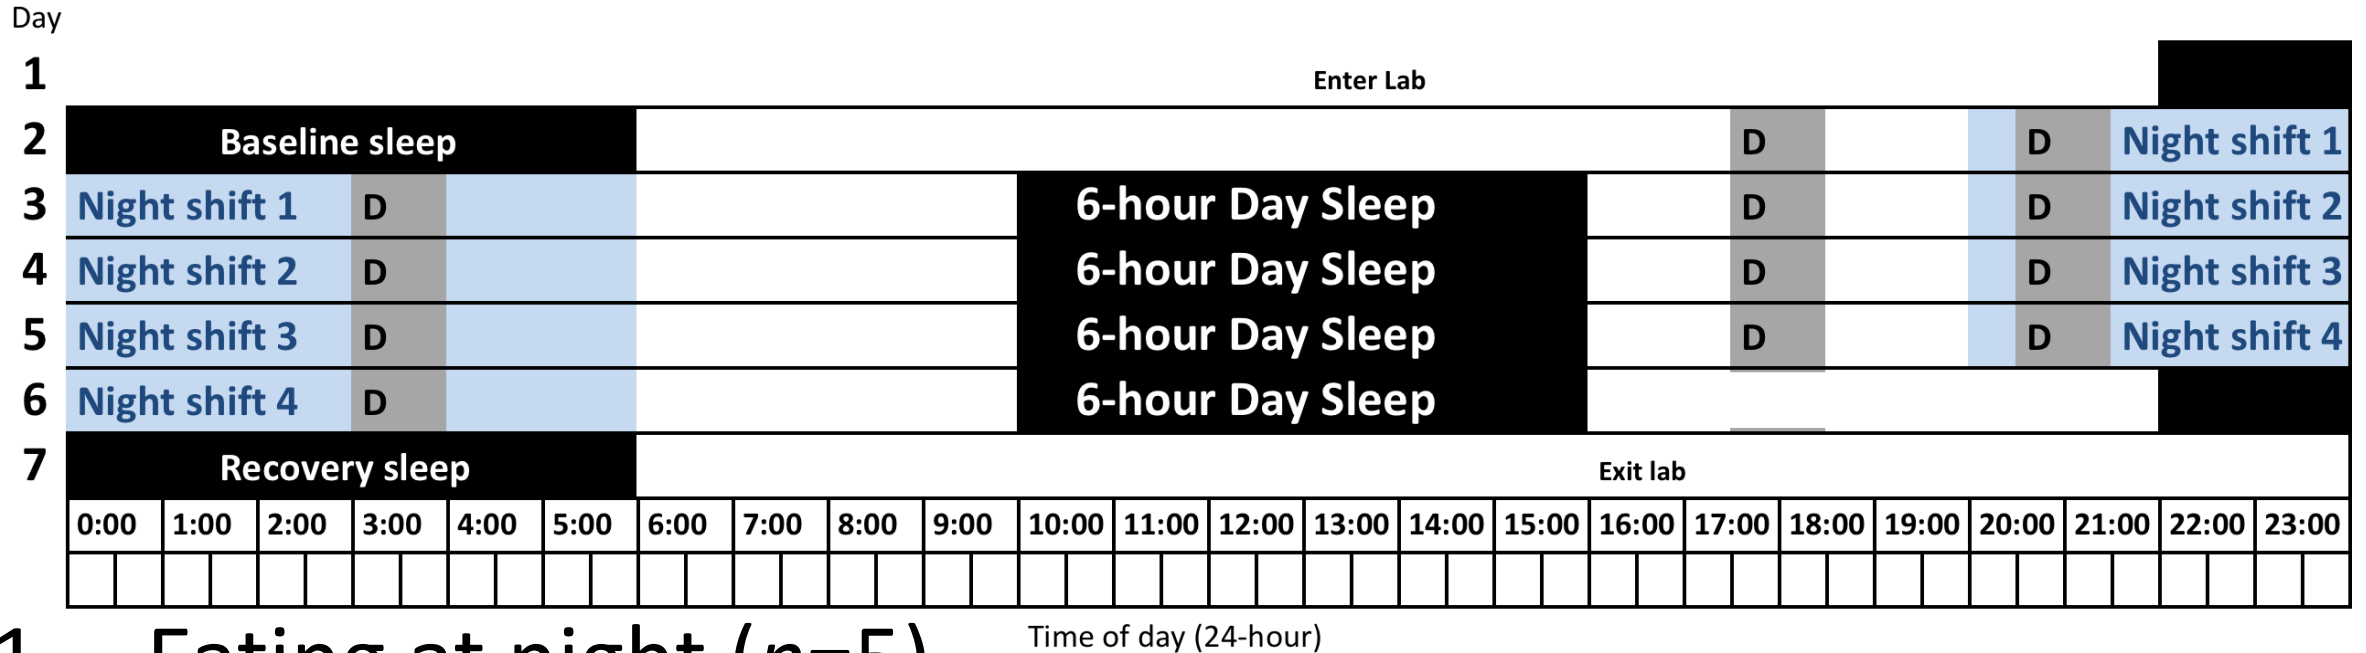 Day
1 Enter Lab
2 Baseline sleep D D Night shift 1
3 Night shift 1 D 6-hour Day Sleep D D Night shift 2
4 Night shift 2 D 6-hour Day Sleep D D Night shift 3
5 Night shift 3 D 6-hour Day Sleep D D Night shift 4
6 Night shift 4 D 6-hour Day Sleep
7 Recovery sleep Exit lab
0:00 1:00 2:00 3:00 4:00 5:00 6:00 7:00 8:00 9:00 10:00 11:00 12:00 13:00 14:00 15:00 16:00 17:00 18:00 19:00 20:00 21:00 22:00 23:00
Time of day (24-hour)
1 Eating at night (n=5)